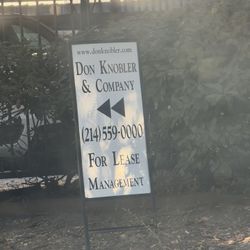 www.donknobler.com
DON KNOBLER
& COMPANY
(214) 559-0000
FOR LEASE
MANAGEMENT